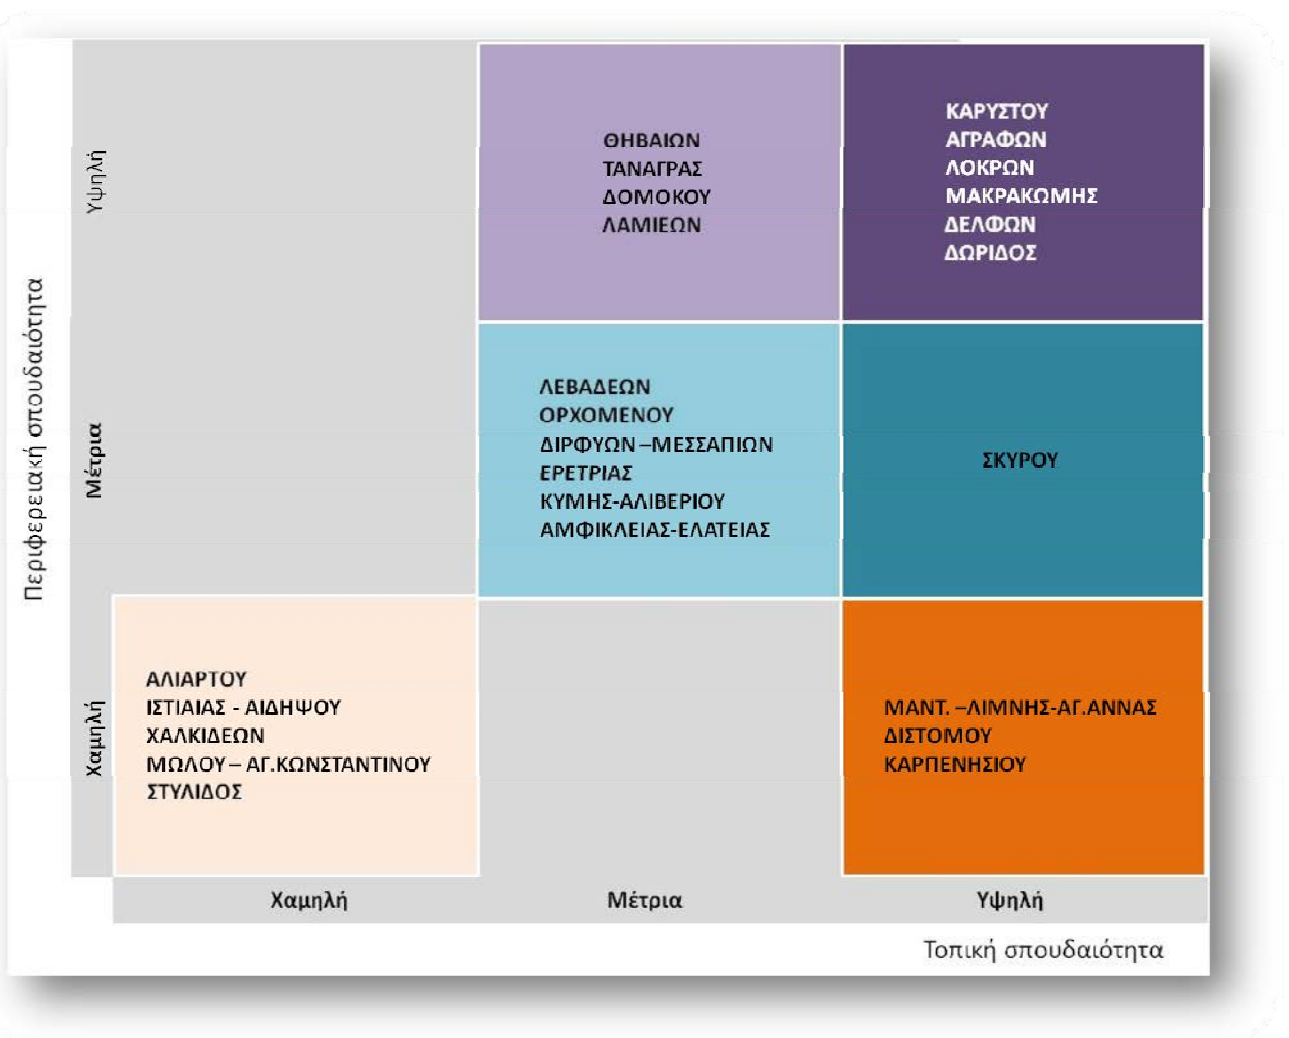 Περιφερειακή σπουδαιότητα
Υψηλή
ΘΗΒΑΙΩΝ
ΤΑΝΑΓΡΑΣ
ΔΟΜΟΚΟΥ
ΛΑΜΙΕΩΝ
ΚΑΡΥΣΤΟΥ
ΑΓΡΑΦΩΝ
ΛΟΚΡΩΝ
ΜΑΚΡΑΚΩΜΗΣ
ΔΕΛΦΩΝ
ΔΩΡΙΔΟΣ
Μέτρια
ΛΕΒΑΔΕΩΝ
ΟΡΧΟΜΕΝΟΥ
ΔΙΡΦΥΩΝ –ΜΕΣΣΑΠΙΩΝ
ΕΡΕΤΡΙΑΣ
ΚΥΜΗΣ-ΑΛΙΒΕΡΙΟΥ
ΑΜΦΙΚΛΕΙΑΣ-ΕΛΑΤΕΙΑΣ
ΣΚΥΡΟΥ
Χαμηλή
ΑΛΙΑΡΤΟΥ
ΙΣΤΙΑΙΑΣ - ΑΙΔΗΨΟΥ
ΧΑΛΚΙΔΕΩΝ
ΜΩΛΟΥ – ΑΓ.ΚΩΝΣΤΑΝΤΙΝΟΥ
ΣΤΥΛΙΔΟΣ
ΜΑΝΤ. –ΛΙΜΝΗΣ-ΑΓ.ΑΝΝΑΣ
ΔΙΣΤΟΜΟΥ
ΚΑΡΠΕΝΗΣΙΟΥ
Χαμηλή
Μέτρια
Υψηλή
Τοπική σπουδαιότητα